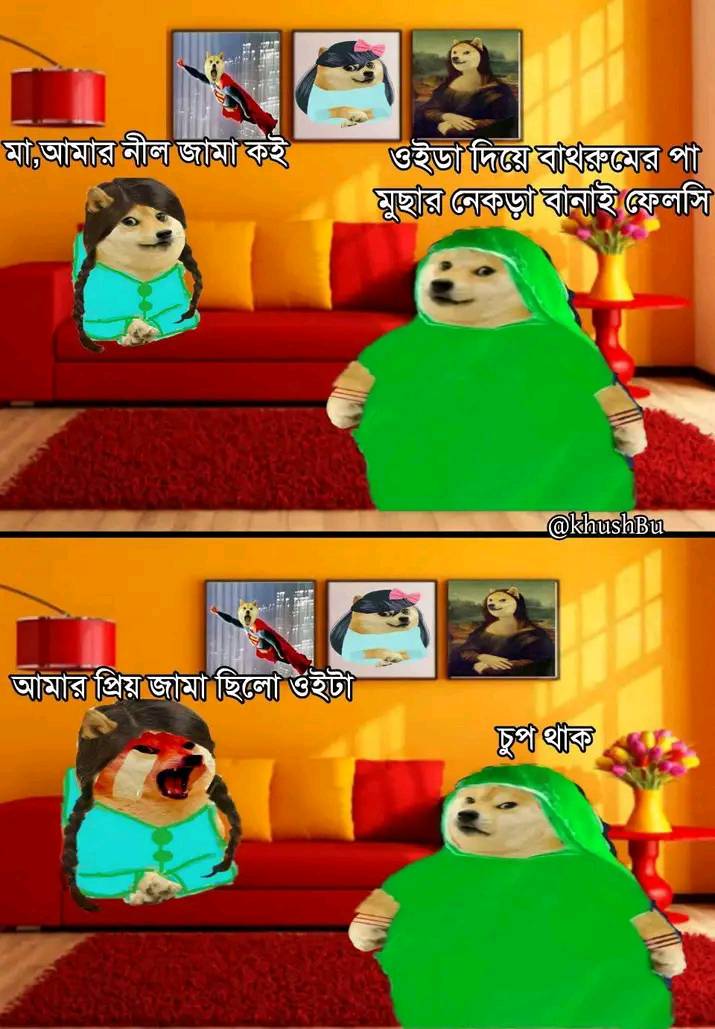 মা,আমার নীল জামা কই
ওইডা দিয়ে বাথরুমের পা
মুছার নেকড়া বানাই ফেলসি
@khushBu
আমার প্রিয় জামা ছিলো ওইটা
চুপ থাক